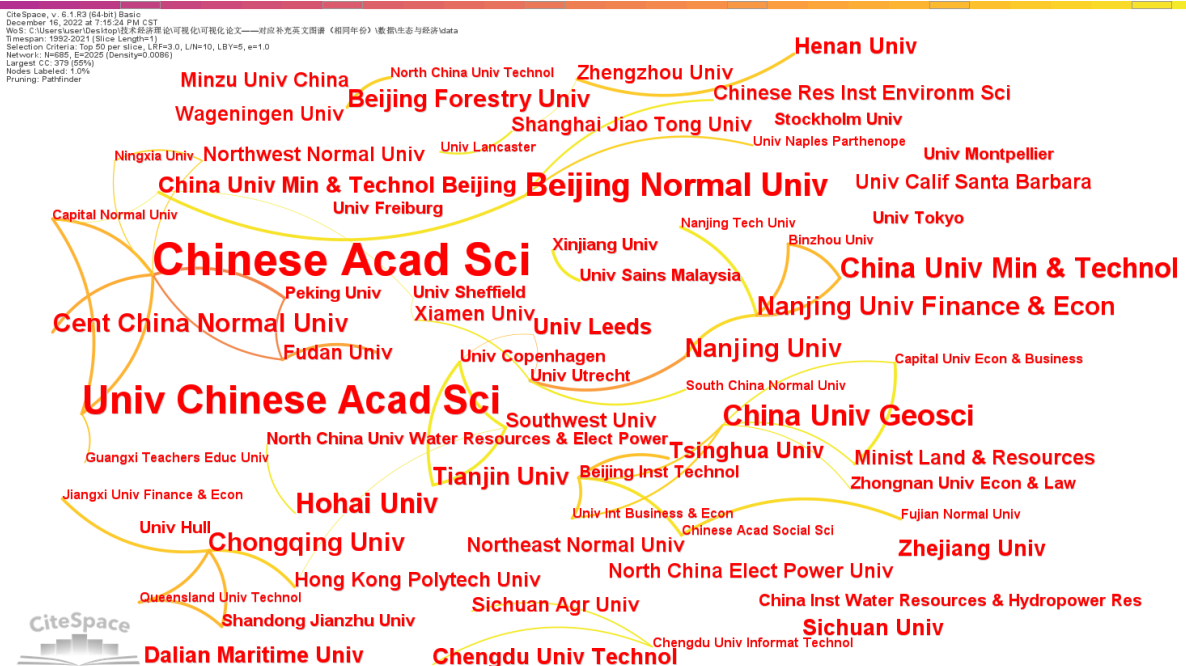 CiteSpace, v. 6.1.R3 (64-bit) Basic
December 16, 2022 at 7:15:24 PM CST
WoS: C:\Users\user\Desktop\技术经济理论\可视化\可视化论文——对应补充英文图谱（相同年份）\数据\生态与经济\data
Timespan: 1992-2021 (Slice Length=1)
Selection Criteria: Top 50 per slice, LRF=3.0, L/N=10, LBY=5, e=1.0
Network: N=685, E=2025 (Density=0.0086)
Largest CC: 379 (55%)
Nodes Labeled: 1.0%
Pruning: Pathfinder
Henan Univ
Minzu Univ China
North China Univ Technol
Zhengzhou Univ
Wageningen Univ
Beijing Forestry Univ
Chinese Res Inst Environm Sci
Shanghai Jiao Tong Univ
Stockholm Univ
Ningxia Univ
Northwest Normal Univ
Univ Lancaster
Univ Naples Parthenope
Univ Montpellier
China Univ Min & Technol Beijing
Beijing Normal Univ
Univ Calif Santa Barbara
Capital Normal Univ
Univ Freiburg
Nanjing Tech Univ
Univ Tokyo
Chinese Acad Sci
Xinjiang Univ
Binzhou Univ
Univ Sains Malaysia
China Univ Min & Technol
Peking Univ
Univ Sheffield
Nanjing Univ Finance & Econ
Cent China Normal Univ
Xiamen Univ
Univ Leeds
Fudan Univ
Univ Copenhagen
Nanjing Univ
Capital Univ Econ & Business
Univ Utrecht
South China Normal Univ
Univ Chinese Acad Sci
Southwest Univ
China Univ Geosci
North China Univ Water Resources & Elect Power
Guangxi Teachers Educ Univ
Tsinghua Univ
Minist Land & Resources
Tianjin Univ
Beijing Inst Technol
Zhongnan Univ Econ & Law
Jiangxi Univ Finance & Econ
Hohai Univ
Univ Int Business & Econ
Fujian Normal Univ
Univ Hull
Chinese Acad Social Sci
Chongqing Univ
Northeast Normal Univ
Zhejiang Univ
Hong Kong Polytech Univ
North China Elect Power Univ
Queensland Univ Technol
Sichuan Agr Univ
China Inst Water Resources & Hydropower Res
Shandong Jianzhu Univ
CiteSpace
Sichuan Univ
Chengdu Univ Informat Technol
Dalian Maritime Univ
Chengdu Univ Technol